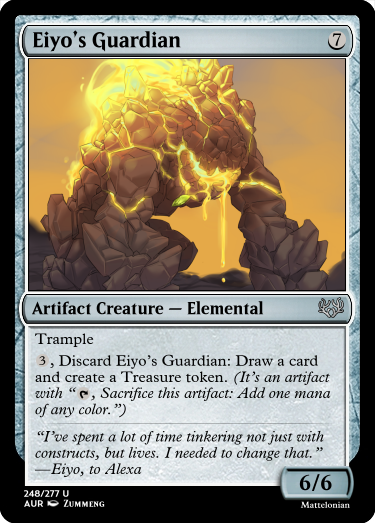 Eiyo's Guardian 7
Artifact Creature — Elemental
Trample
3, Discard Eiyo's Guardian: Draw a card
and create a Treasure token. (It's an artifact
with “, Sacrifice this artifact: Add one mana
of any color.”)
“I've spent a lot of time tinkering not just with
constructs, but lives. I needed to change that.”
—Eiyo, to Alexa
6/6
248/277 U
AUR ZUMMENG
Mattelonian